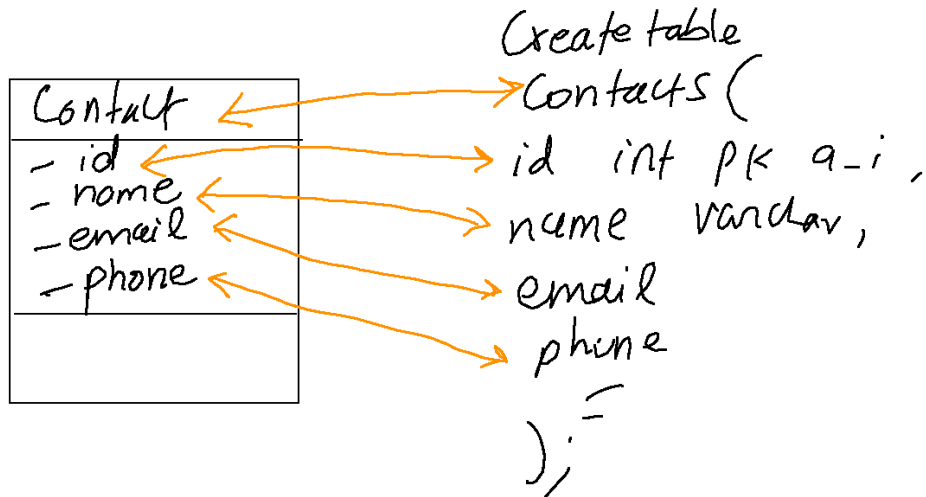 Contact
- id
- name
- email
- phone
Create table
Contacts (
id int pk a_i ,
name varchar,
email
phone
);